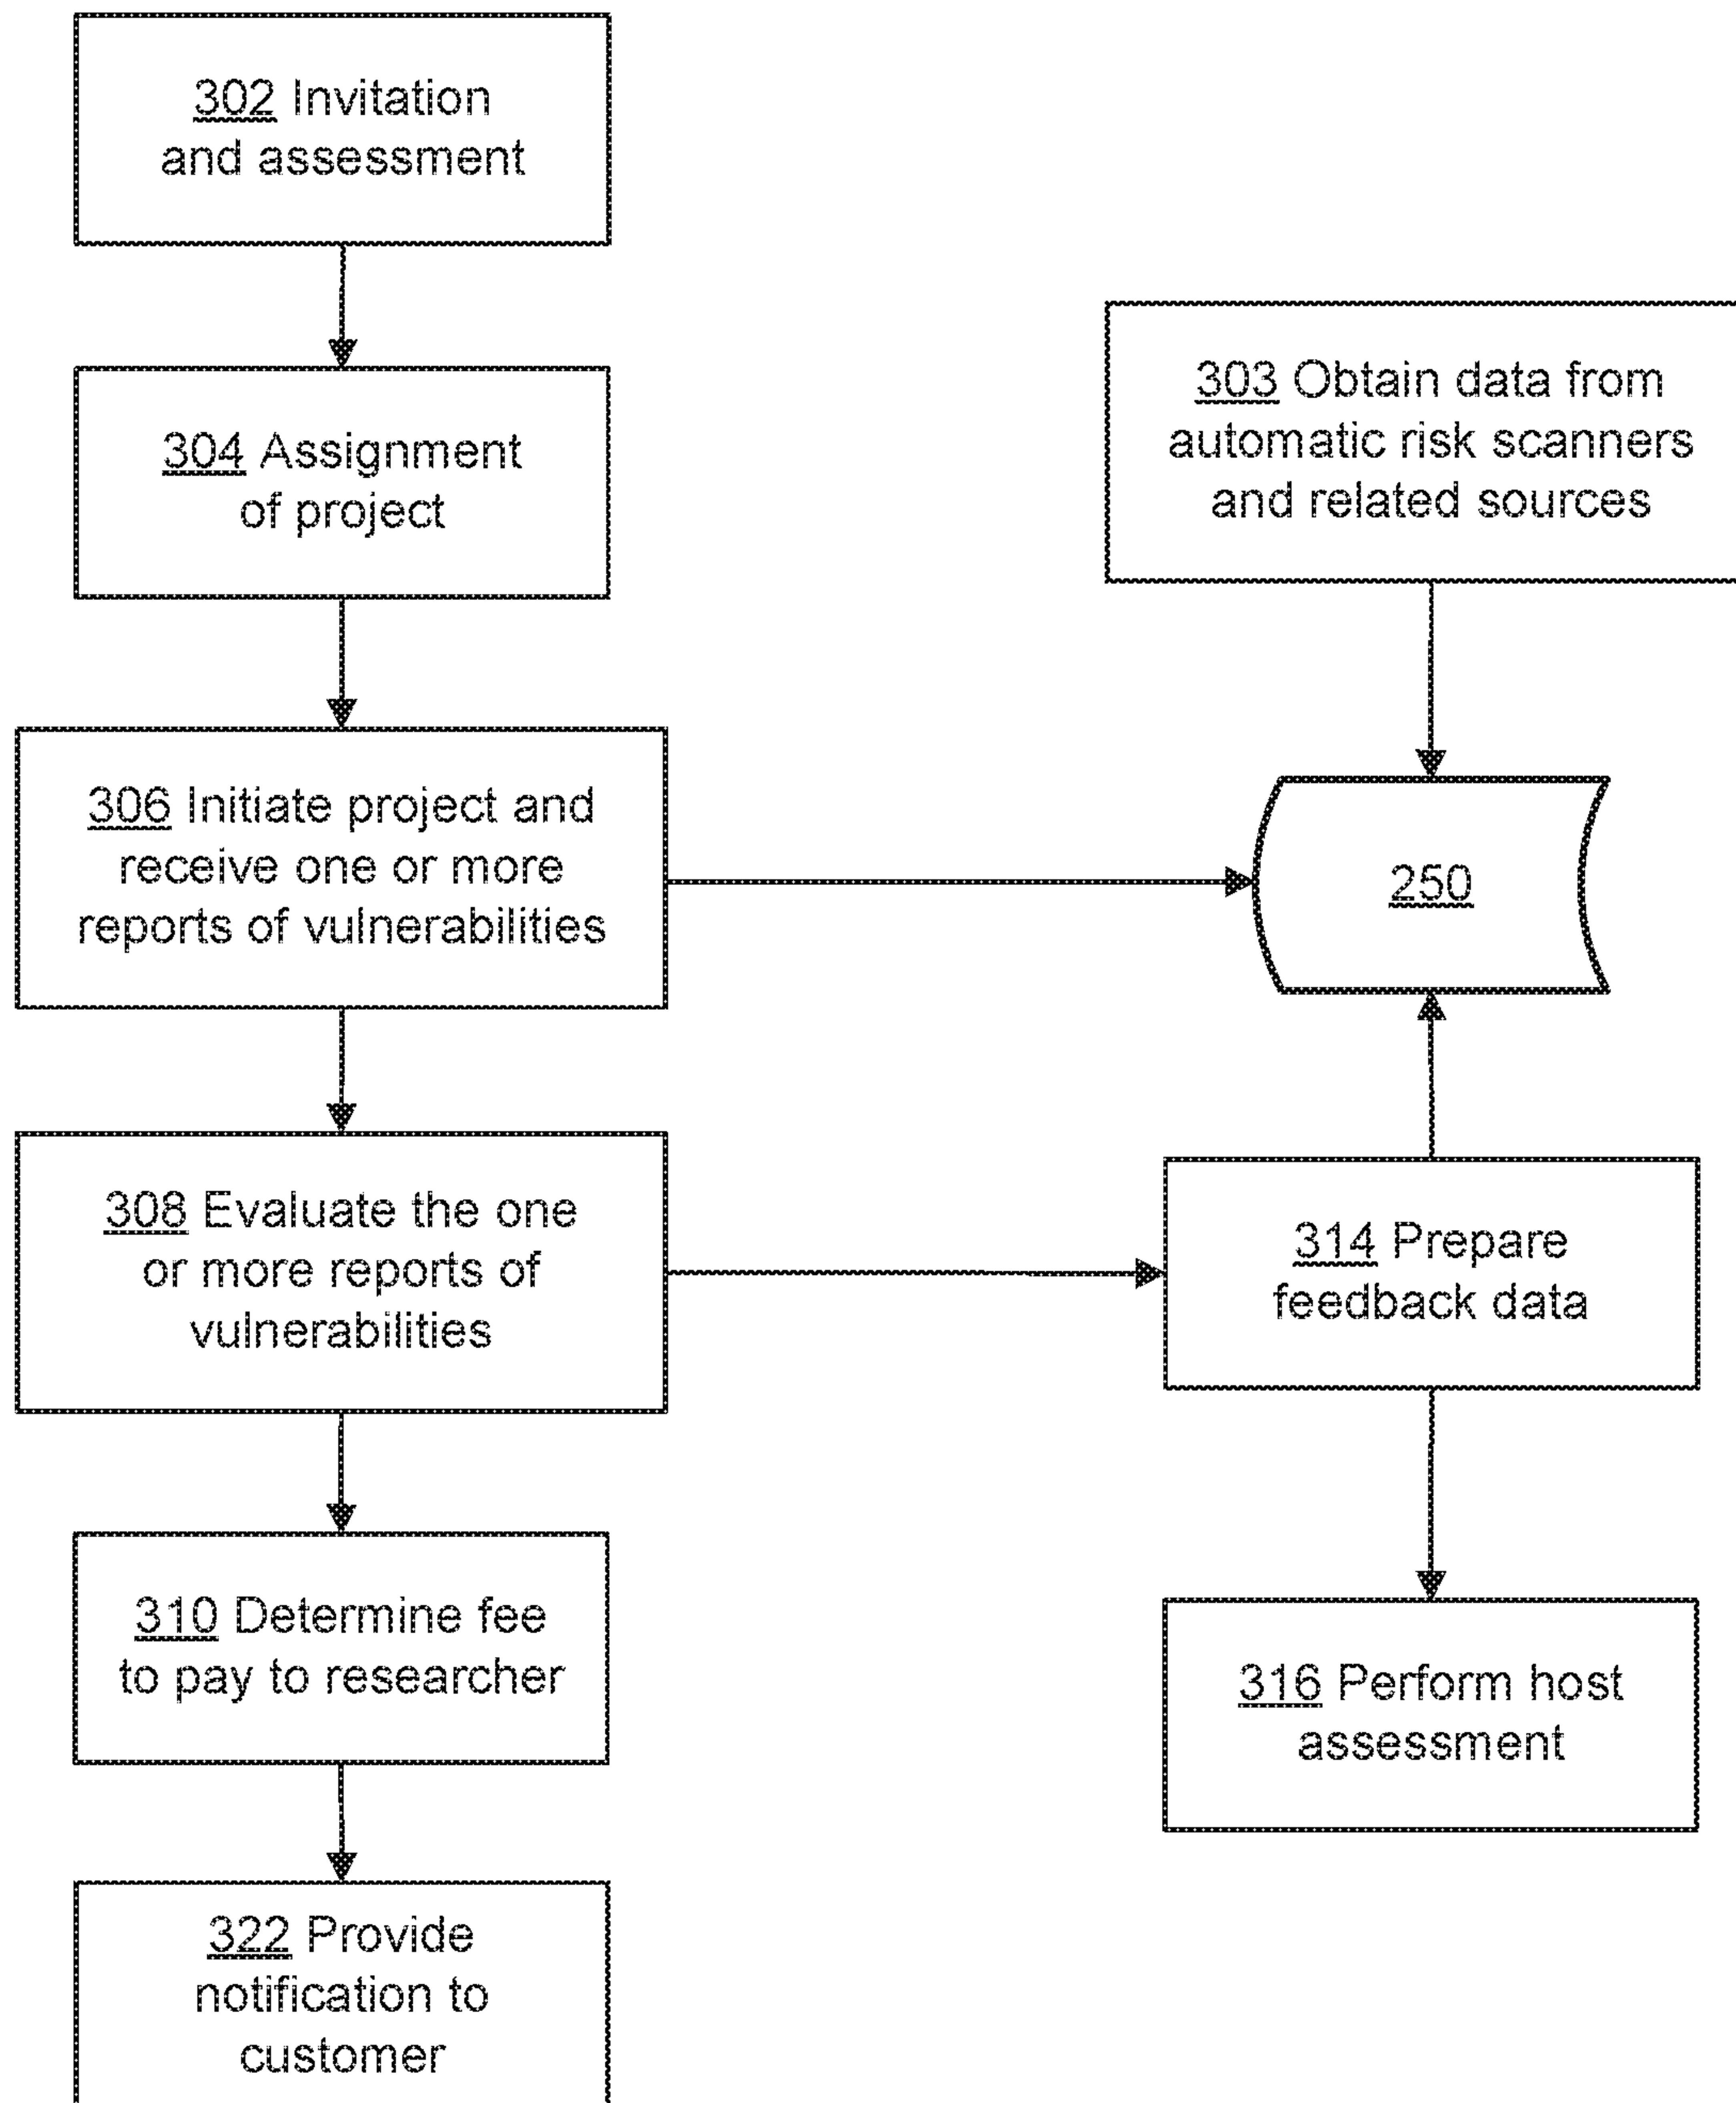 302 Invitation
and assessment
304 Assignment
of project
303 Obtain data from
automatic risk scanners
and related sources
306 Initiate project and
receive one or more
reports of vulnerabilities
250
308 Evaluate the one
or more reports of
vulnerabilities
314 Prepare
feedback data
310 Determine fee
to pay to researcher
316 Perform host
assessment
322 Provide
notification to
customer